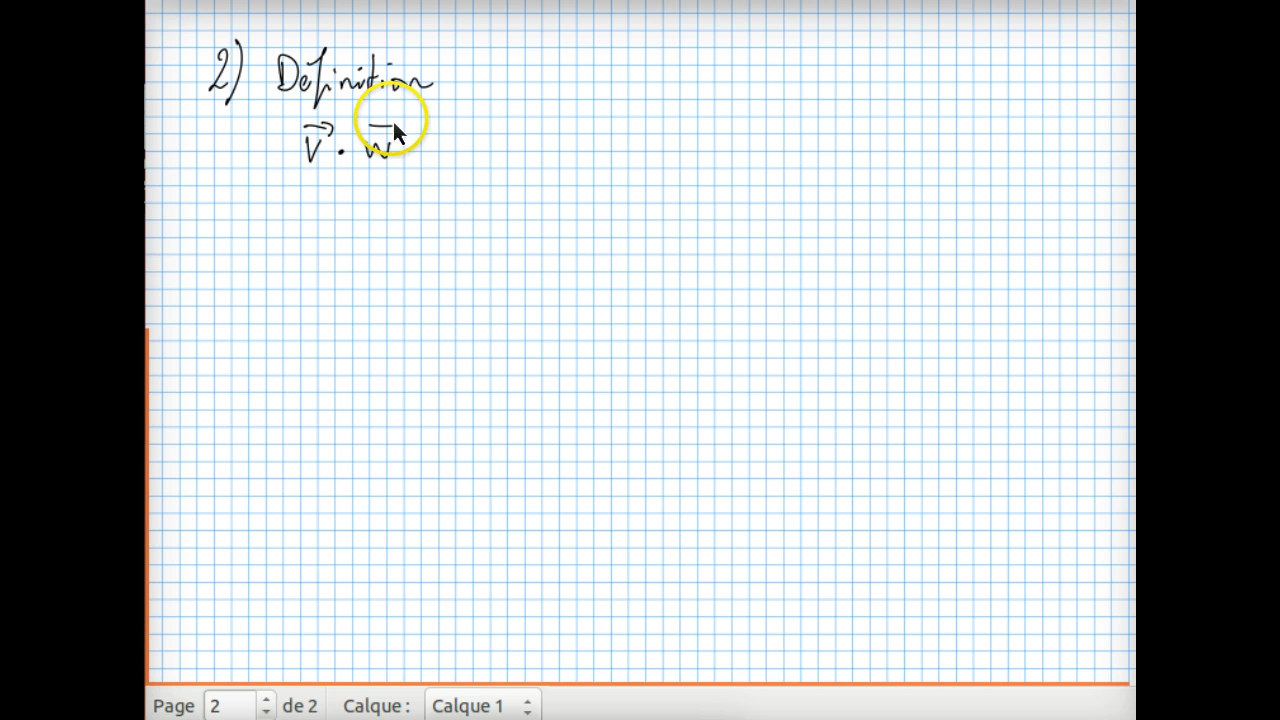 2) Definition
v⃗ · w⃗
Page 2 de 2 Calque : Calque 1